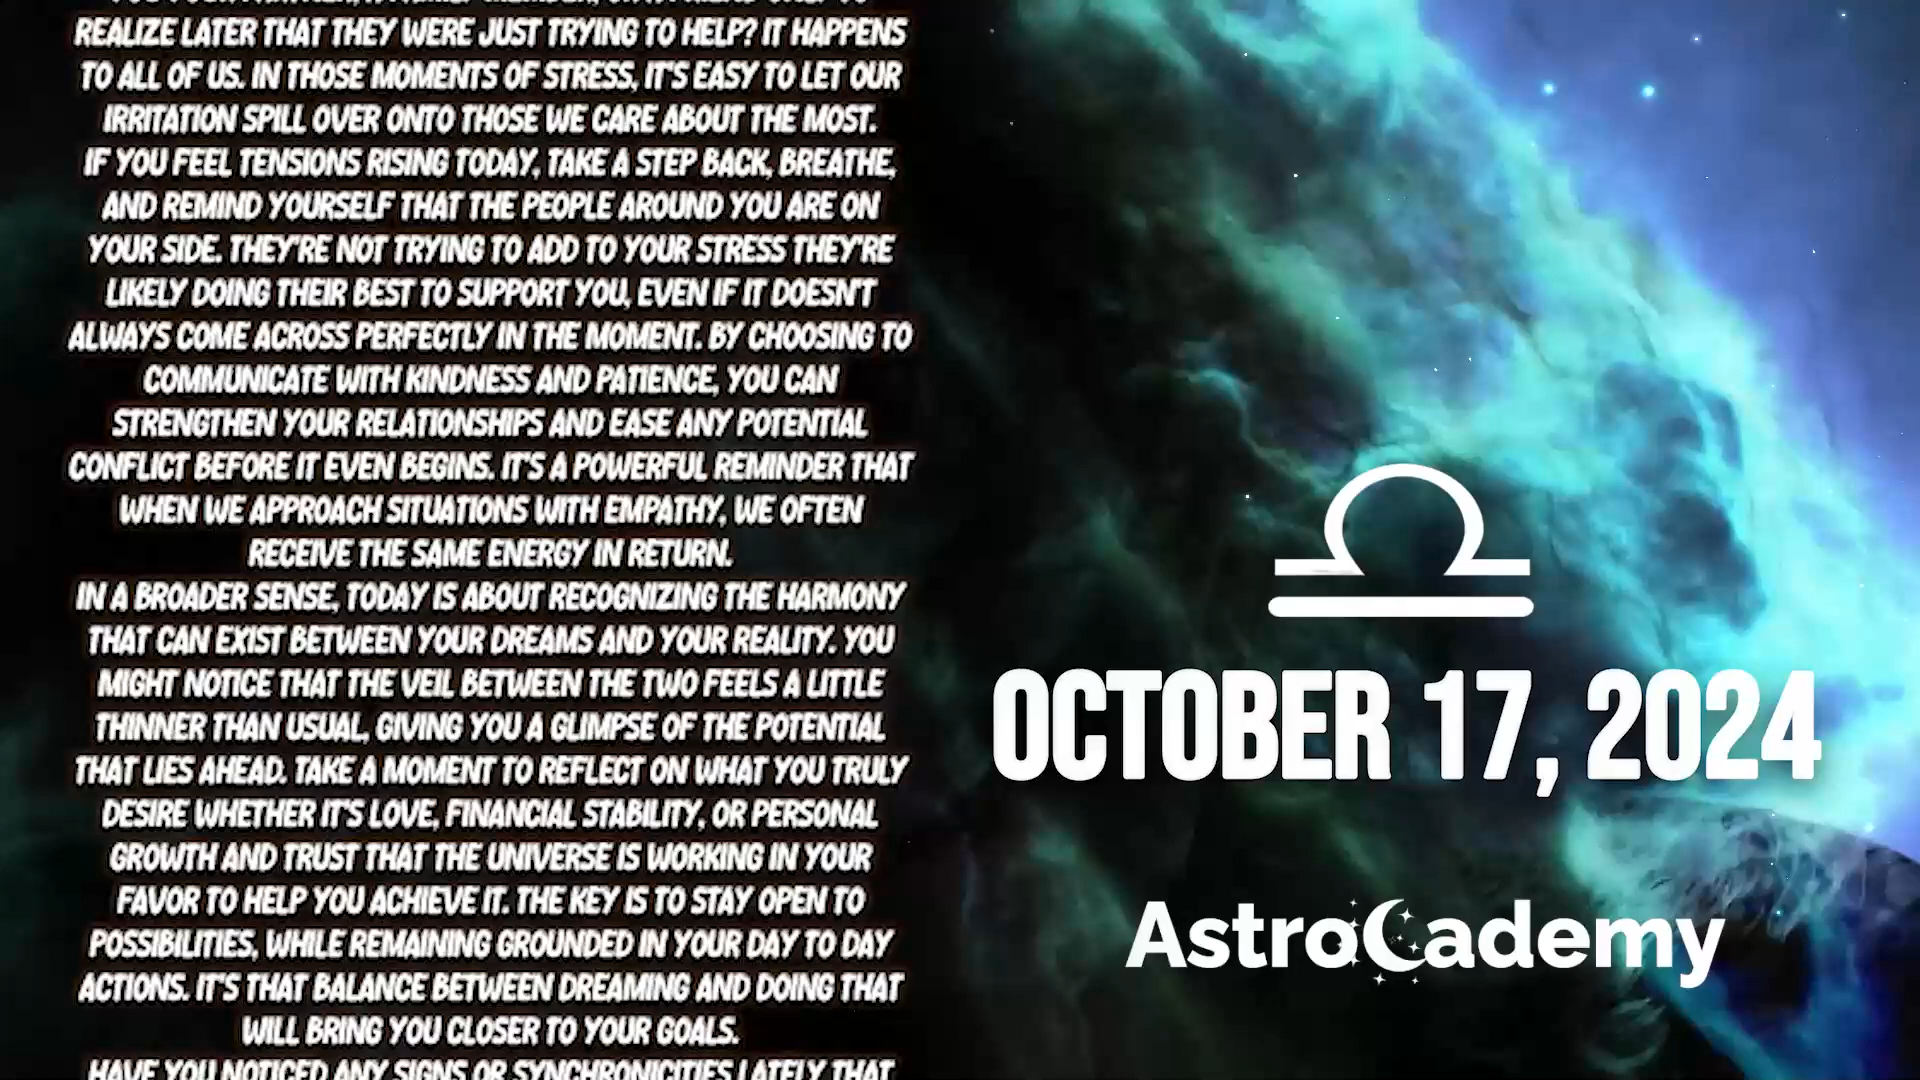 REALIZE LATER THAT THEY WERE JUST TRYING TO HELP? IT HAPPENS
TO ALL OF US. IN THOSE MOMENTS OF STRESS, IT'S EASY TO LET OUR
IRRITATION SPILL OVER ONTO THOSE WE CARE ABOUT THE MOST.
IF YOU FEEL TENSIONS RISING TODAY, TAKE A STEP BACK, BREATHE,
AND REMIND YOURSELF THAT THE PEOPLE AROUND YOU ARE ON
YOUR SIDE. THEY'RE NOT TRYING TO ADD TO YOUR STRESS THEY'RE
LIKELY DOING THEIR BEST TO SUPPORT YOU, EVEN IF IT DOESN'T
ALWAYS COME ACROSS PERFECTLY IN THE MOMENT. BY CHOOSING TO
COMMUNICATE WITH KINDNESS AND PATIENCE, YOU CAN
STRENGTHEN YOUR RELATIONSHIPS AND EASE ANY POTENTIAL
CONFLICT BEFORE IT EVEN BEGINS. IT'S A POWERFUL REMINDER THAT
WHEN WE APPROACH SITUATIONS WITH EMPATHY, WE OFTEN
RECEIVE THE SAME ENERGY IN RETURN.
IN A BROADER SENSE, TODAY IS ABOUT RECOGNIZING THE HARMONY
THAT CAN EXIST BETWEEN YOUR DREAMS AND YOUR REALITY. YOU
MIGHT NOTICE THAT THE VEIL BETWEEN THE TWO FEELS A LITTLE
THINNER THAN USUAL, GIVING YOU A GLIMPSE OF THE POTENTIAL
THAT LIES AHEAD. TAKE A MOMENT TO REFLECT ON WHAT YOU TRULY
DESIRE WHETHER IT'S LOVE, FINANCIAL STABILITY, OR PERSONAL
GROWTH AND TRUST THAT THE UNIVERSE IS WORKING IN YOUR
FAVOR TO HELP YOU ACHIEVE IT. THE KEY IS TO STAY OPEN TO
POSSIBILITIES, WHILE REMAINING GROUNDED IN YOUR DAY TO DAY
ACTIONS. IT'S THAT BALANCE BETWEEN DREAMING AND DOING THAT
WILL BRING YOU CLOSER TO YOUR GOALS.
HAVE YOU NOTICED ANY SIGNS OR SYNCHRONICITIES LATELY THAT
OCTOBER 17, 2024
AstroCademy